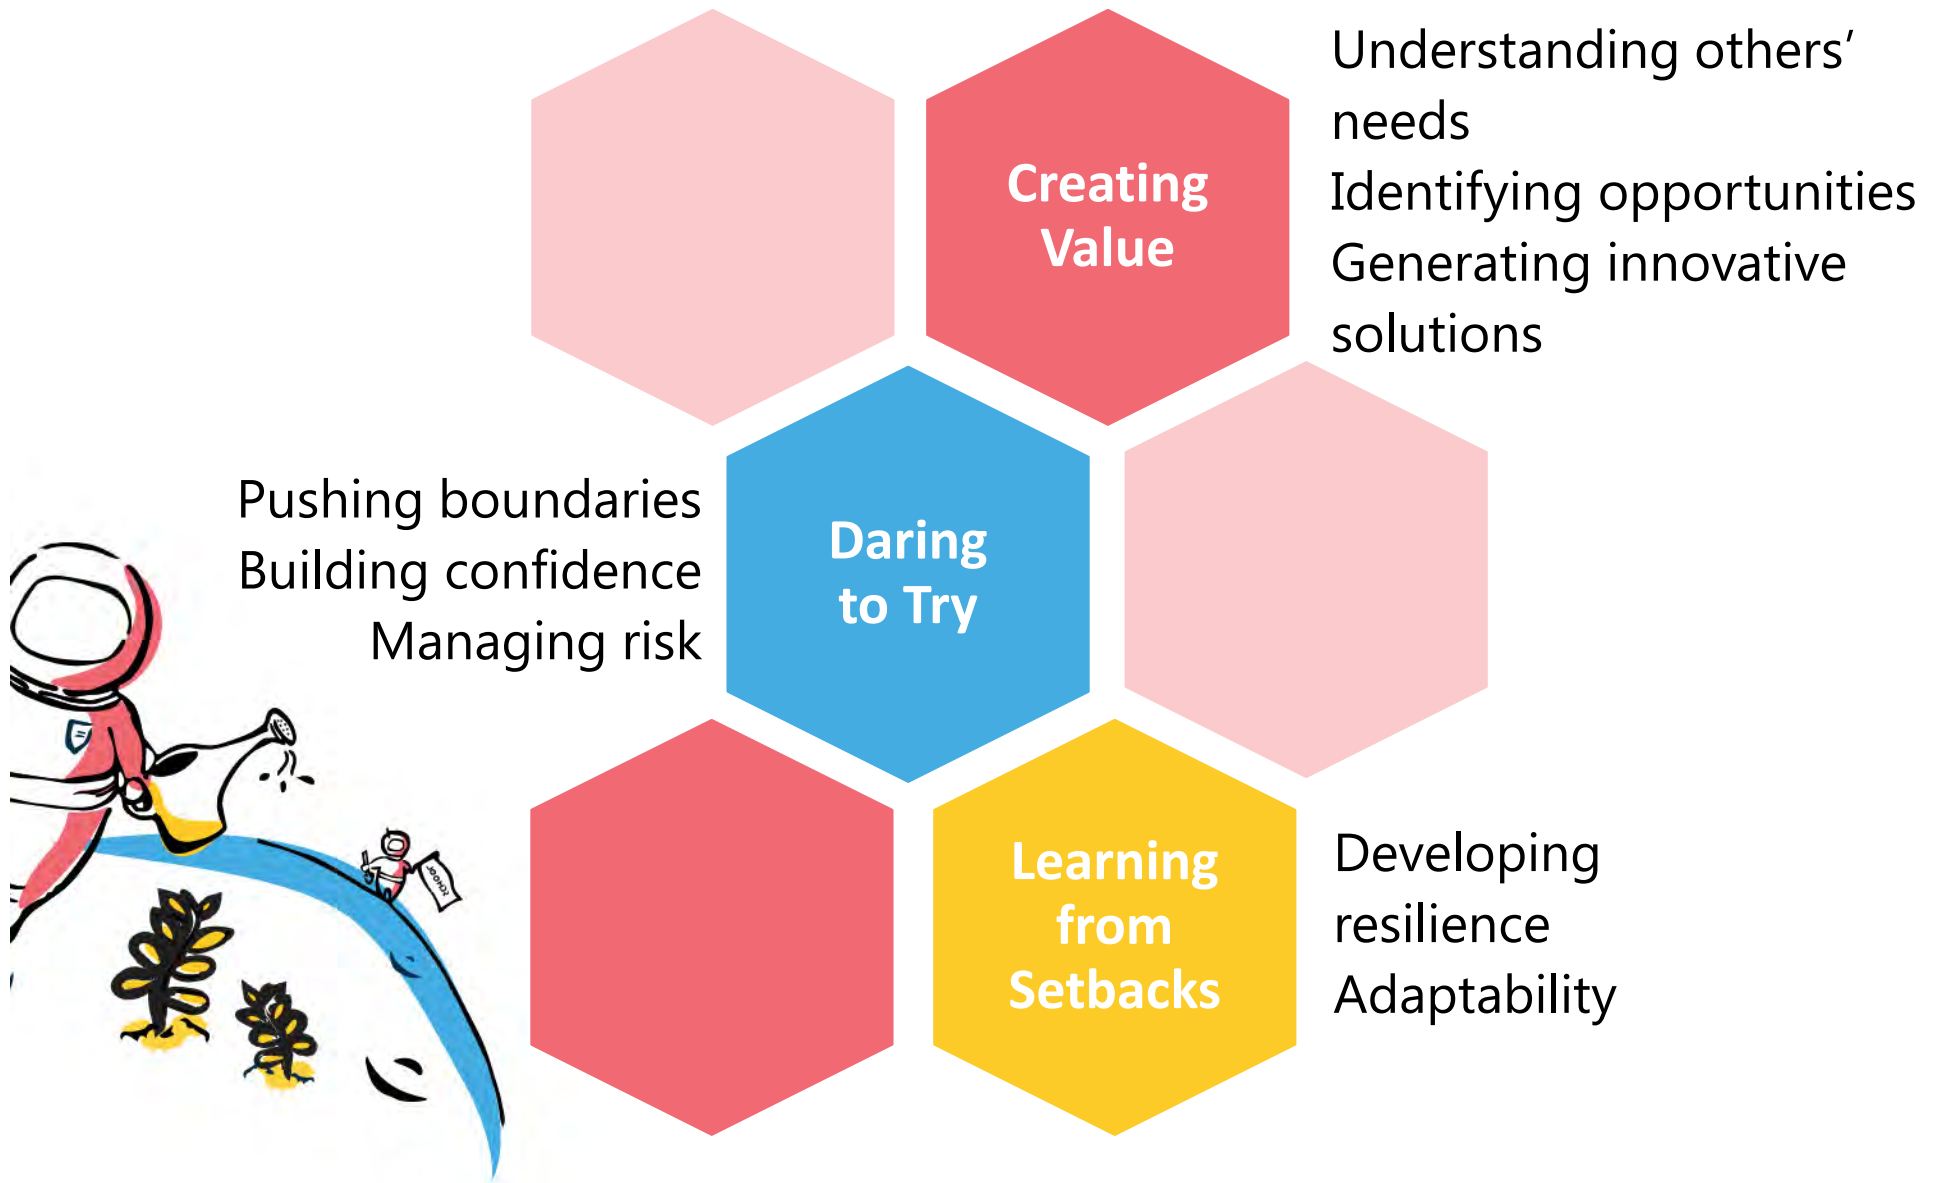 Understanding others’
needs
Identifying opportunities
Generating innovative
solutions
Creating
Value
Pushing boundaries
Building confidence
Managing risk
Daring
to Try
Learning
from
Setbacks
Developing
resilience
Adaptability
SCHOOL